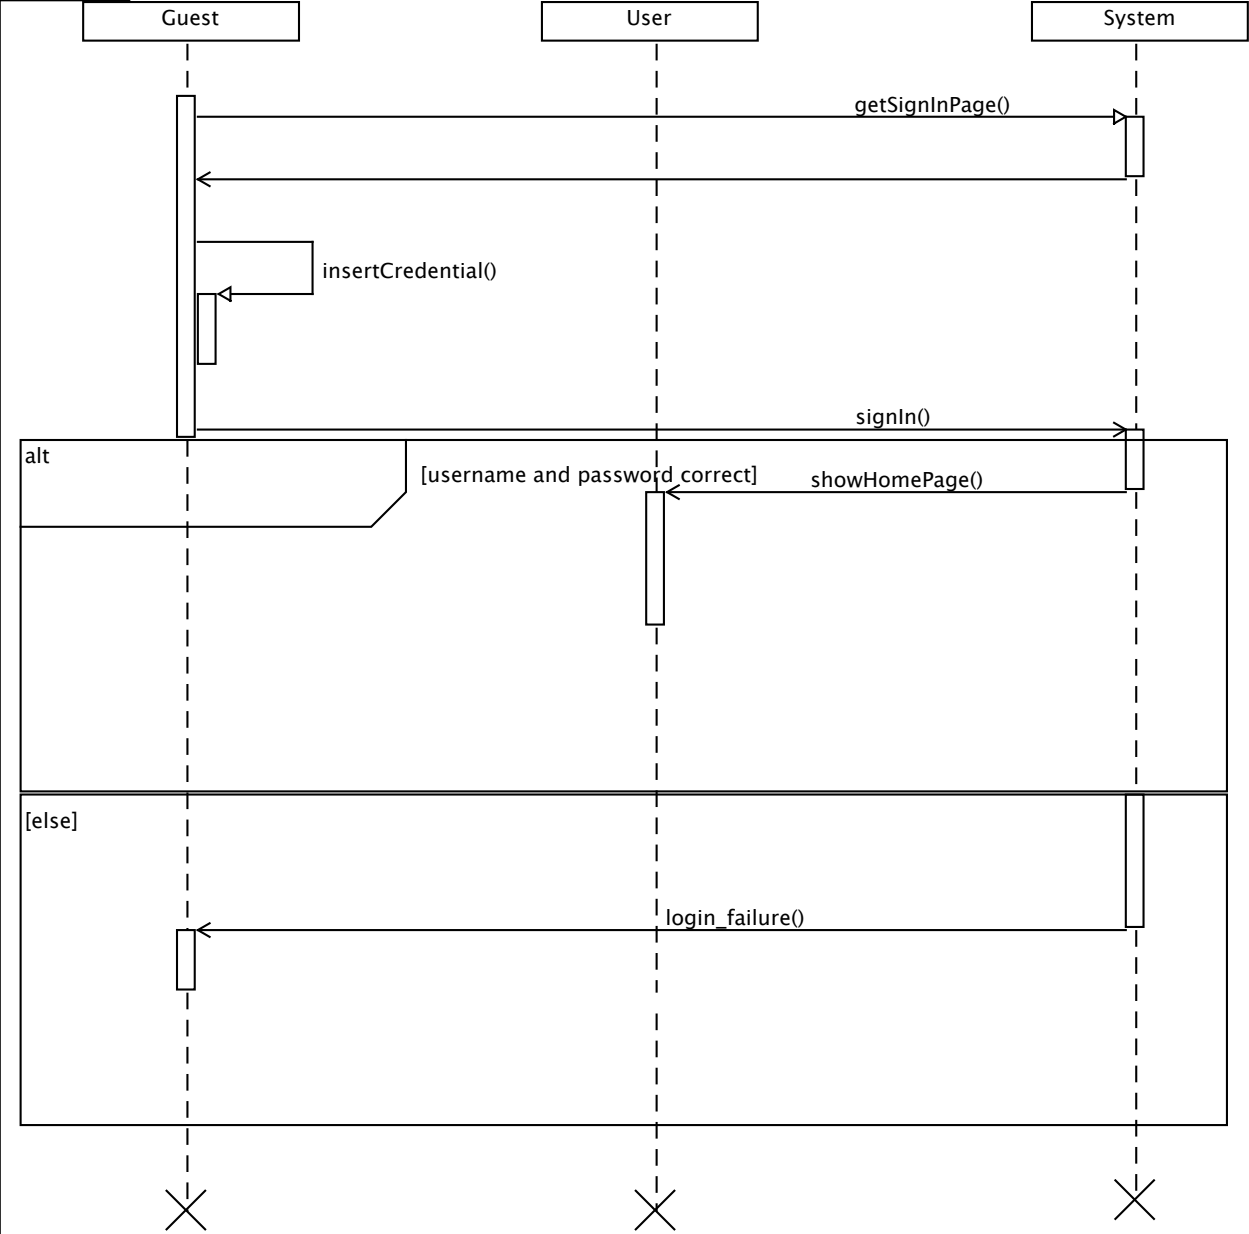 Guest
User
System
getSignInPage()
insertCredential()
signIn()
alt
[username and password correct]
showHomePage()
[else]
login_failure()